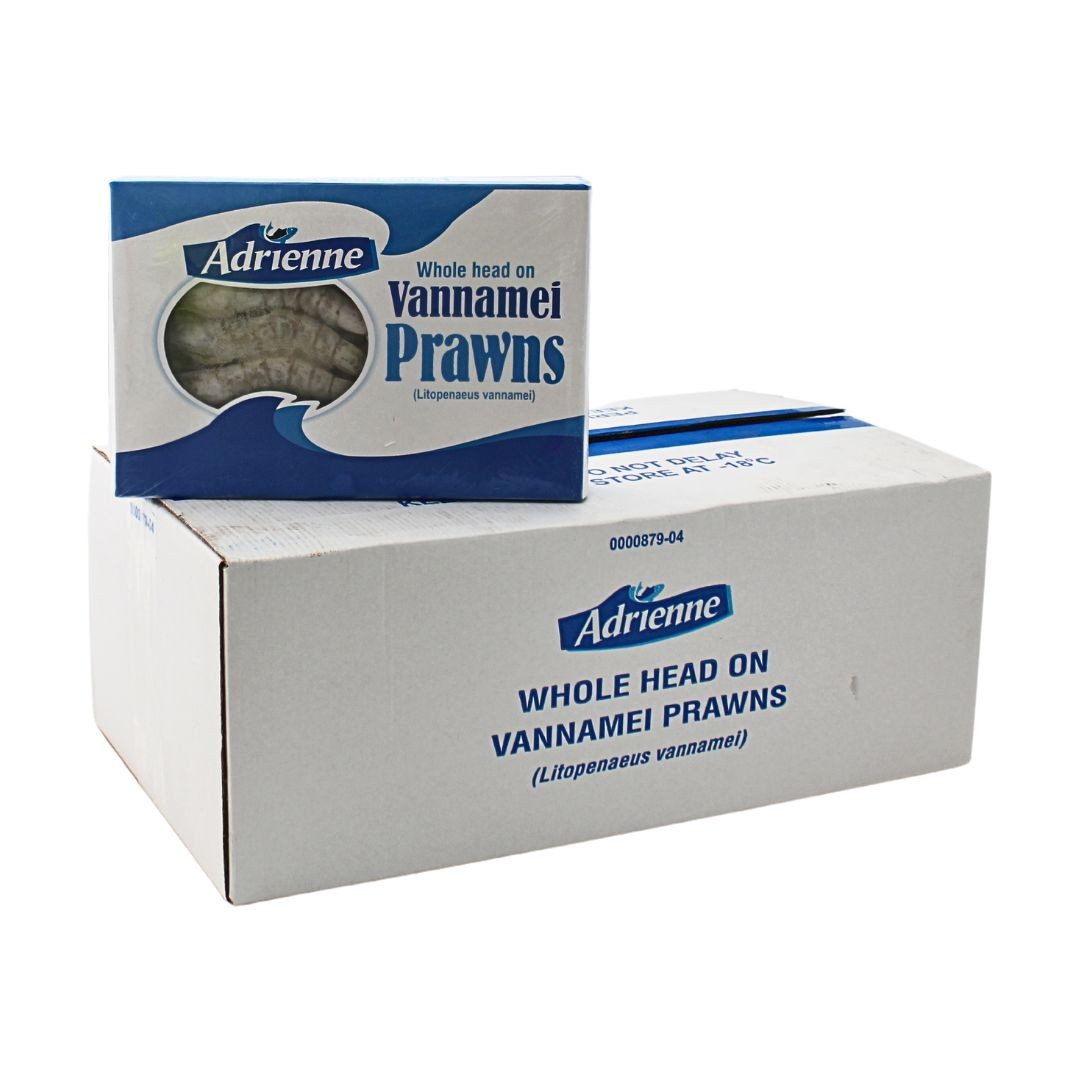 Adrienne
Whole head on
Vannamei
Prawns
(Litopenaeus vannamei)
O NOT DELAY
STORE AT -18°C
0000879-04
Adrienne
WHOLE HEAD ON
VANNAMEI PRAWNS
(Litopenaeus vannamei)